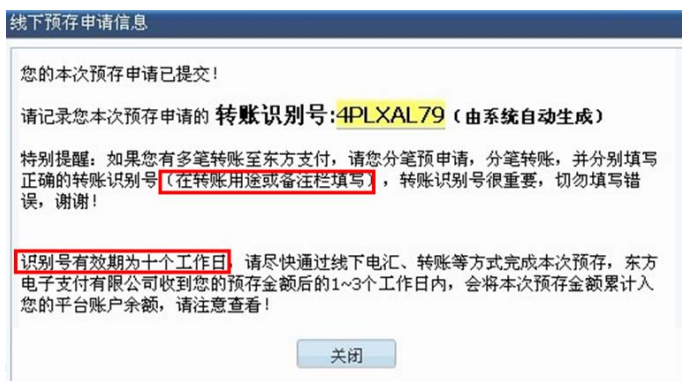 线下预存申请信息
您的本次预存申请已提交！
请记录您本次预存申请的 转账识别号:4PLXAL79（由系统自动生成）
特别提醒：如果您有多笔转账至东方支付，请您分笔预申请，分笔转账，并分别填写
正确的转账识别号（在转账用途或备注栏填写），转账识别号很重要，切勿填写错
误，谢谢！
识别号有效期为十个工作日，请尽快通过线下电汇、转账等方式完成本次预存，东方
电子支付有限公司收到您的预存金额后的1~3个工作日内，会将本次预存金额累计入
您的平台账户余额，请注意查看！
关闭